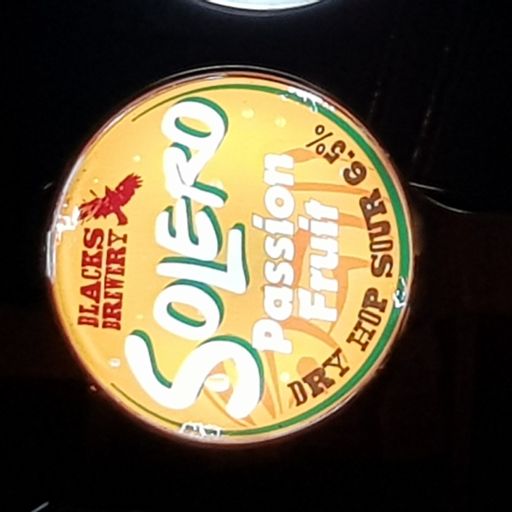 BLACKS
BREWERY
SOLERO
Passion
Fruit
DRY HOP SOUR 6.5%